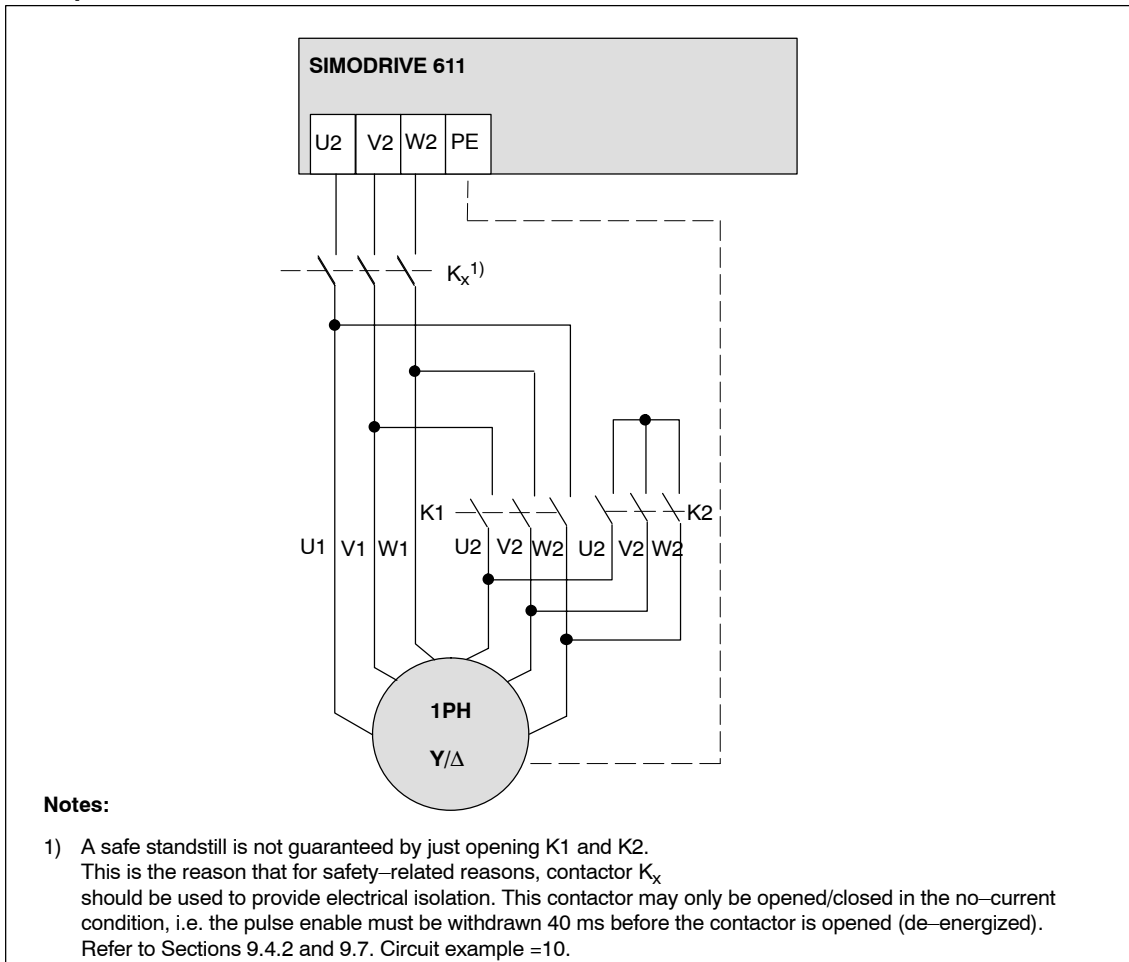 SIMODRIVE 611
U2 V2 W2 PE
Kx1)
K1 K2
U1 V1 W1 U2 V2 W2 U2 V2 W2
1PH
Y/Δ
Notes:
1) A safe standstill is not guaranteed by just opening K1 and K2.
This is the reason that for safety–related reasons, contactor Kx
should be used to provide electrical isolation. This contactor may only be opened/closed in the no–current
condition, i.e. the pulse enable must be withdrawn 40 ms before the contactor is opened (de–energized).
Refer to Sections 9.4.2 and 9.7. Circuit example =10.